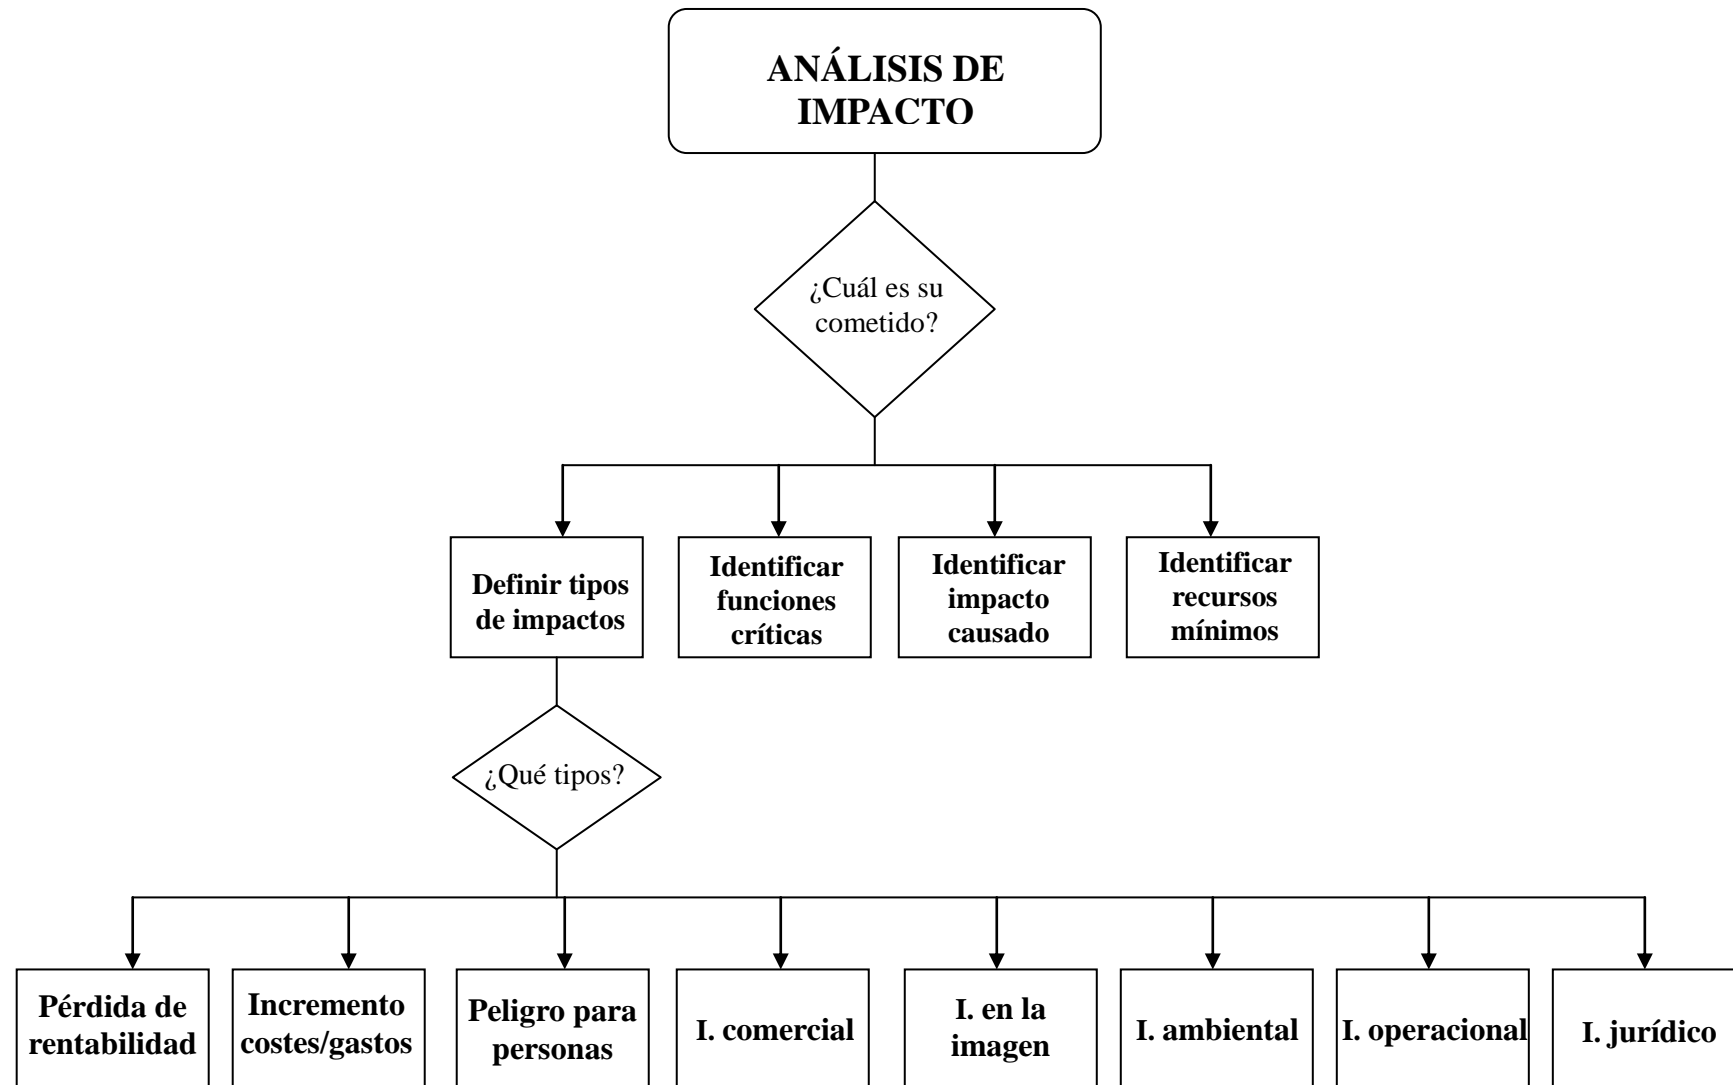 ANÁLISIS DE
IMPACTO
¿Cuál es su
cometido?
Definir tipos
de impactos
Identificar
funciones
críticas
Identificar
impacto
causado
Identificar
recursos
mínimos
¿Qué tipos?
Pérdida de
rentabilidad
Incremento
costes/gastos
Peligro para
personas
I. comercial
I. en la
imagen
I. ambiental
I. operacional
I. jurídico